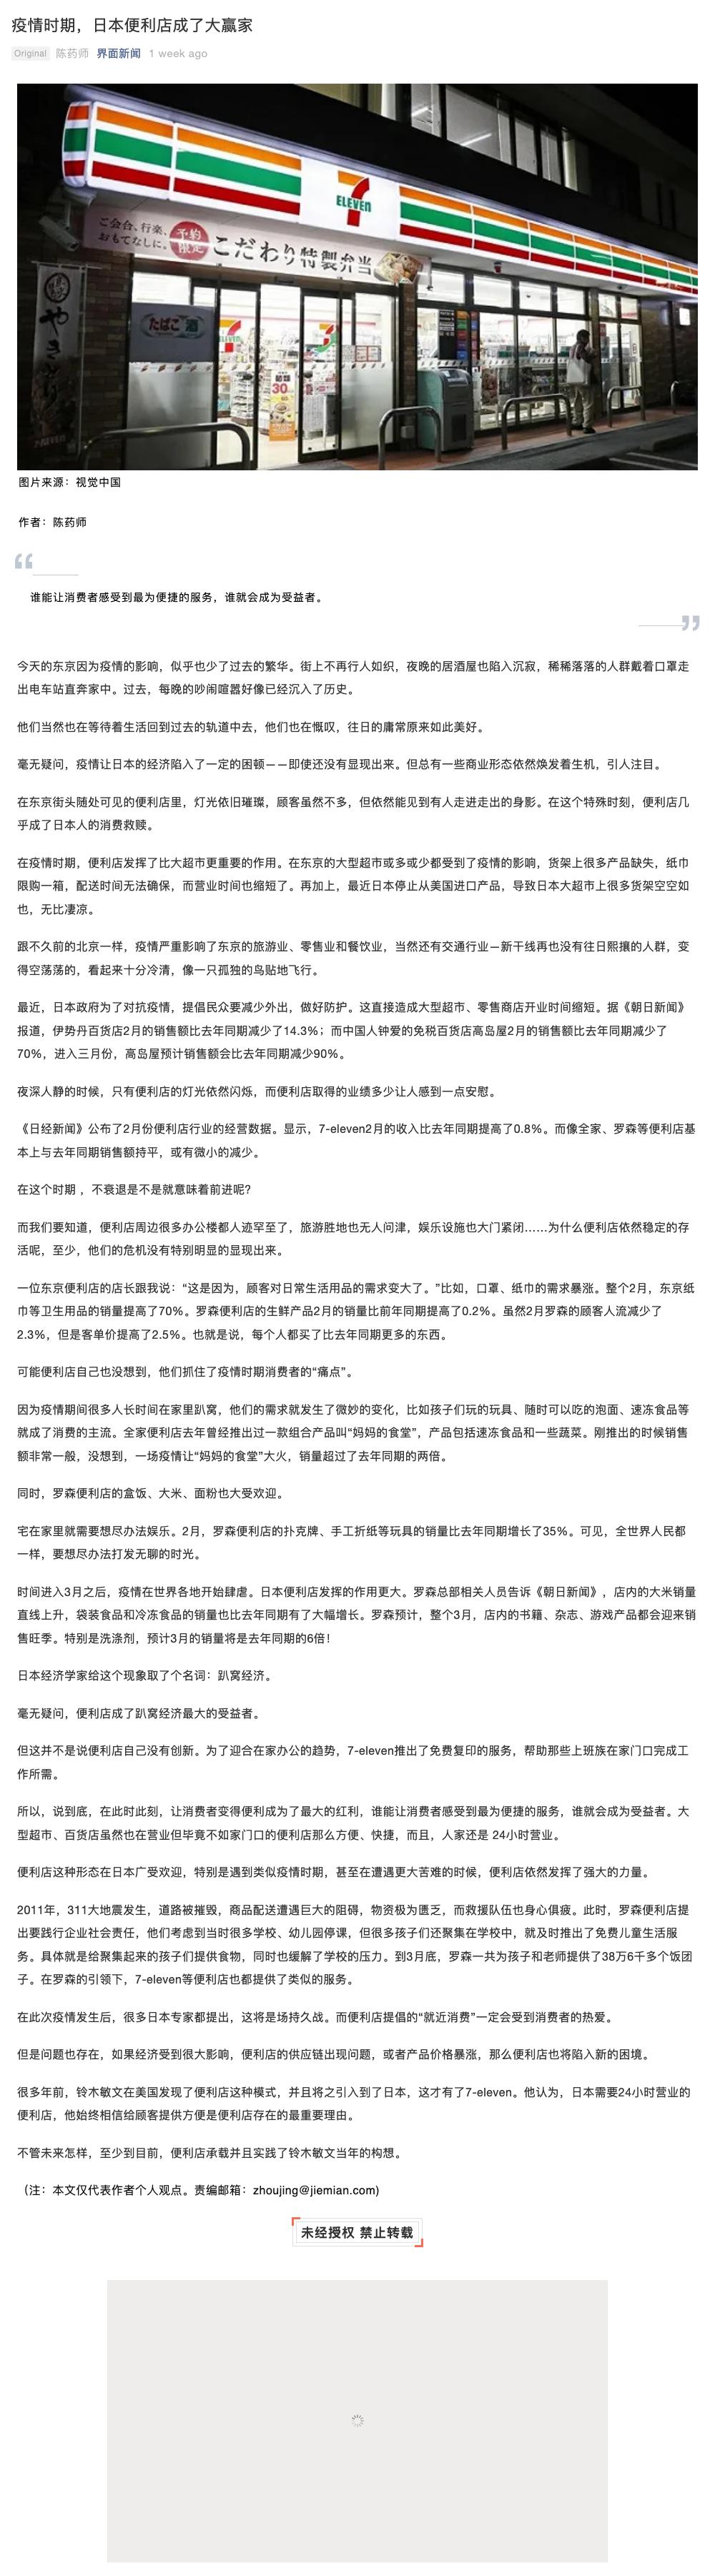 疫情时期，日本便利店成了大赢家
Original 陈药师 界面新闻 1 week ago
7
ELEVEN
ご会合、行楽、
おもてなしに。
予約
限定
こだわり特製弁当
たばこ 酒
30
图片来源：视觉中国
作者：陈药师
谁能让消费者感受到最为便捷的服务，谁就会成为受益者。
今天的东京因为疫情的影响，似乎也少了过去的繁华。街上不再行人如织，夜晚的居酒屋也陷入沉寂，稀稀落落的人群戴着口罩走
出电车站直奔家中。过去，每晚的吵闹喧嚣好像已经沉入了历史。
他们当然也在等待着生活回到过去的轨道中去，他们也在慨叹，往日的庸常原来如此美好。
毫无疑问，疫情让日本的经济陷入了一定的困顿——即使还没有显现出来。但总有一些商业形态依然焕发着生机，引人注目。
在东京街头随处可见的便利店里，灯光依旧璀璨，顾客虽然不多，但依然能见到有人走进走出的身影。在这个特殊时刻，便利店几
乎成了日本人的消费救赎。
在疫情时期，便利店发挥了比大超市更重要的作用。在东京的大型超市或多或少都受到了疫情的影响，货架上很多产品缺失，纸巾
限购一箱，配送时间无法确保，而营业时间也缩短了。再加上，最近日本停止从美国进口产品，导致日本大超市上很多货架空空如
也，无比凄凉。
跟不久前的北京一样，疫情严重影响了东京的旅游业、零售业和餐饮业，当然还有交通行业—新干线再也没有往日熙攘的人群，变
得空荡荡的，看起来十分冷清，像一只孤独的鸟贴地飞行。
最近，日本政府为了对抗疫情，提倡民众要减少外出，做好防护。这直接造成大型超市、零售商店开业时间缩短。据《朝日新闻》
报道，伊势丹百货店2月的销售额比去年同期减少了14.3%；而中国人钟爱的免税百货店高岛屋2月的销售额比去年同期减少了
70%，进入三月份，高岛屋预计销售额会比去年同期减少90%。
夜深人静的时候，只有便利店的灯光依然闪烁，而便利店取得的业绩多少让人感到一点安慰。
《日经新闻》公布了2月份便利店行业的经营数据。显示，7-eleven2月的收入比去年同期提高了0.8%。而像全家、罗森等便利店基
本上与去年同期销售额持平，或有微小的减少。
在这个时期 ，不衰退是不是就意味着前进呢?
而我们要知道，便利店周边很多办公楼都人迹罕至了，旅游胜地也无人问津，娱乐设施也大门紧闭……为什么便利店依然稳定的存
活呢，至少，他们的危机没有特别明显的显现出来。
一位东京便利店的店长跟我说：“这是因为，顾客对日常生活用品的需求变大了。”比如，口罩、纸巾的需求暴涨。整个2月，东京纸
巾等卫生用品的销量提高了70%。罗森便利店的生鲜产品2月的销量比前年同期提高了0.2%。虽然2月罗森的顾客人流减少了
2.3%，但是客单价提高了2.5%。也就是说，每个人都买了比去年同期更多的东西。
可能便利店自己也没想到，他们抓住了疫情时期消费者的“痛点”。
因为疫情期间很多人长时间在家里趴窝，他们的需求就发生了微妙的变化，比如孩子们玩的玩具、随时可以吃的泡面、速冻食品等
就成了消费的主流。全家便利店去年曾经推出过一款组合产品叫“妈妈的食堂”，产品包括速冻食品和一些蔬菜。刚推出的时候销售
额非常一般，没想到，一场疫情让“妈妈的食堂”大火，销量超过了去年同期的两倍。
同时，罗森便利店的盒饭、大米、面粉也大受欢迎。
宅在家里就需要想尽办法娱乐。2月，罗森便利店的扑克牌、手工折纸等玩具的销量比去年同期增长了35%。可见，全世界人民都
一样，要想尽办法打发无聊的时光。
时间进入3月之后，疫情在世界各地开始肆虐。日本便利店发挥的作用更大。罗森总部相关人员告诉《朝日新闻》，店内的大米销量
直线上升，袋装食品和冷冻食品的销量也比去年同期有了大幅增长。罗森预计，整个3月，店内的书籍、杂志、游戏产品都会迎来销
售旺季。特别是洗涤剂，预计3月的销量将是去年同期的6倍！
日本经济学家给这个现象取了个名词：趴窝经济。
毫无疑问，便利店成了趴窝经济最大的受益者。
但这并不是说便利店自己没有创新。为了迎合在家办公的趋势，7-eleven推出了免费复印的服务，帮助那些上班族在家门口完成工
作所需。
所以，说到底，在此时此刻，让消费者变得便利成为了最大的红利，谁能让消费者感受到最为便捷的服务，谁就会成为受益者。大
型超市、百货店虽然也在营业但毕竟不如家门口的便利店那么方便、快捷，而且，人家还是 24小时营业。
便利店这种形态在日本广受欢迎，特别是遇到类似疫情时期，甚至在遭遇更大苦难的时候，便利店依然发挥了强大的力量。
2011年，311大地震发生，道路被摧毁，商品配送遭遇巨大的阻碍，物资极为匮乏，而救援队伍也身心俱疲。此时，罗森便利店提
出要践行企业社会责任，他们考虑到当时很多学校、幼儿园停课，但很多孩子们还聚集在学校中，就及时推出了免费儿童生活服
务。具体就是给聚集起来的孩子们提供食物，同时也缓解了学校的压力。到3月底，罗森一共为孩子和老师提供了38万6千多个饭团
子。在罗森的引领下，7-eleven等便利店也都提供了类似的服务。
在此次疫情发生后，很多日本专家都提出，这将是场持久战。而便利店提倡的“就近消费”一定会受到消费者的热爱。
但是问题也存在，如果经济受到很大影响，便利店的供应链出现问题，或者产品价格暴涨，那么便利店也将陷入新的困境。
很多年前，铃木敏文在美国发现了便利店这种模式，并且将之引入到了日本，这才有了7-eleven。他认为，日本需要24小时营业的
便利店，他始终相信给顾客提供方便是便利店存在的最重要理由。
不管未来怎样，至少到目前，便利店承载并且实践了铃木敏文当年的构想。
（注：本文仅代表作者个人观点。责编邮箱：zhoujing@jiemian.com)
未经授权 禁止转载